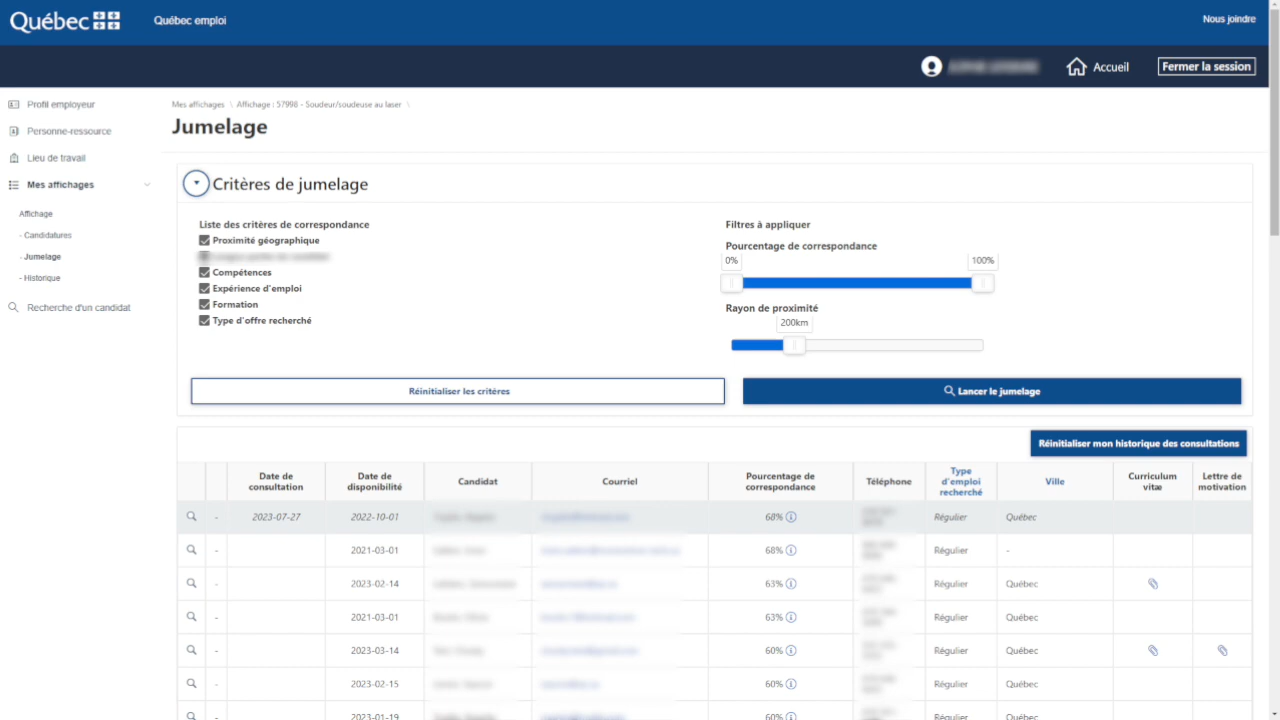 Québec
Québec emploi
Nous joindre
Accueil
Fermer la session
Profil employeur
Personne-ressource
Lieu de travail
Mes affichages
Affichage
- Candidatures
- Jumelage
- Historique
Recherche d'un candidat
Mes affichages \ Affichage : 57998 - Soudeur/soudeuse au laser \
Jumelage
Critères de jumelage
Liste des critères de correspondance
Proximité géographique
Compétences
Expérience d'emploi
Formation
Type d'offre recherché
Filtres à appliquer
Pourcentage de correspondance
0% 100%
Rayon de proximité
200km
Réinitialiser les critères
Lancer le jumelage
Réinitialiser mon historique des consultations
Date de consultation Date de disponibilité Candidat Courriel Pourcentage de correspondance Téléphone Type d'emploi recherché Ville Curriculum vitæ Lettre de motivation
- 2023-07-27 2022-10-01 68% Régulier Québec
- 2021-03-01 68% Régulier -
- 2023-02-14 63% Régulier Québec
- 2021-03-01 63% Régulier Québec
- 2023-03-14 60% Régulier Québec
- 2023-02-15 60% Régulier Québec
- 2023-01-19 60% Régulier Québec